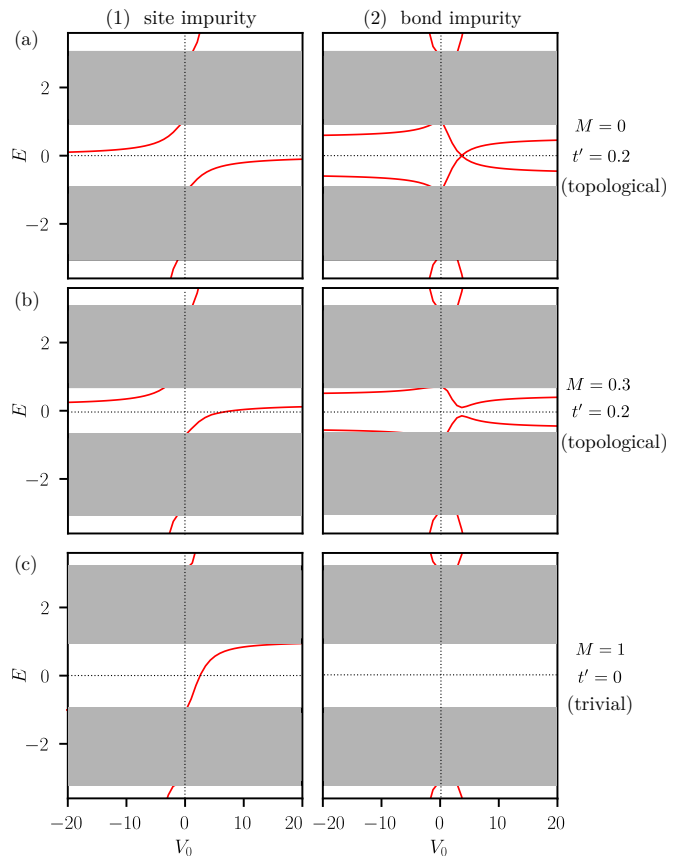 (1) site impurity
(2) bond impurity
(a)
2
0
−2
E
M = 0
t′ = 0.2
(topological)
(b)
2
0
−2
E
M = 0.3
t′ = 0.2
(topological)
(c)
2
0
−2
E
M = 1
t′ = 0
(trivial)
−20 −10 0 10 20
−20 −10 0 10 20
V₀
V₀